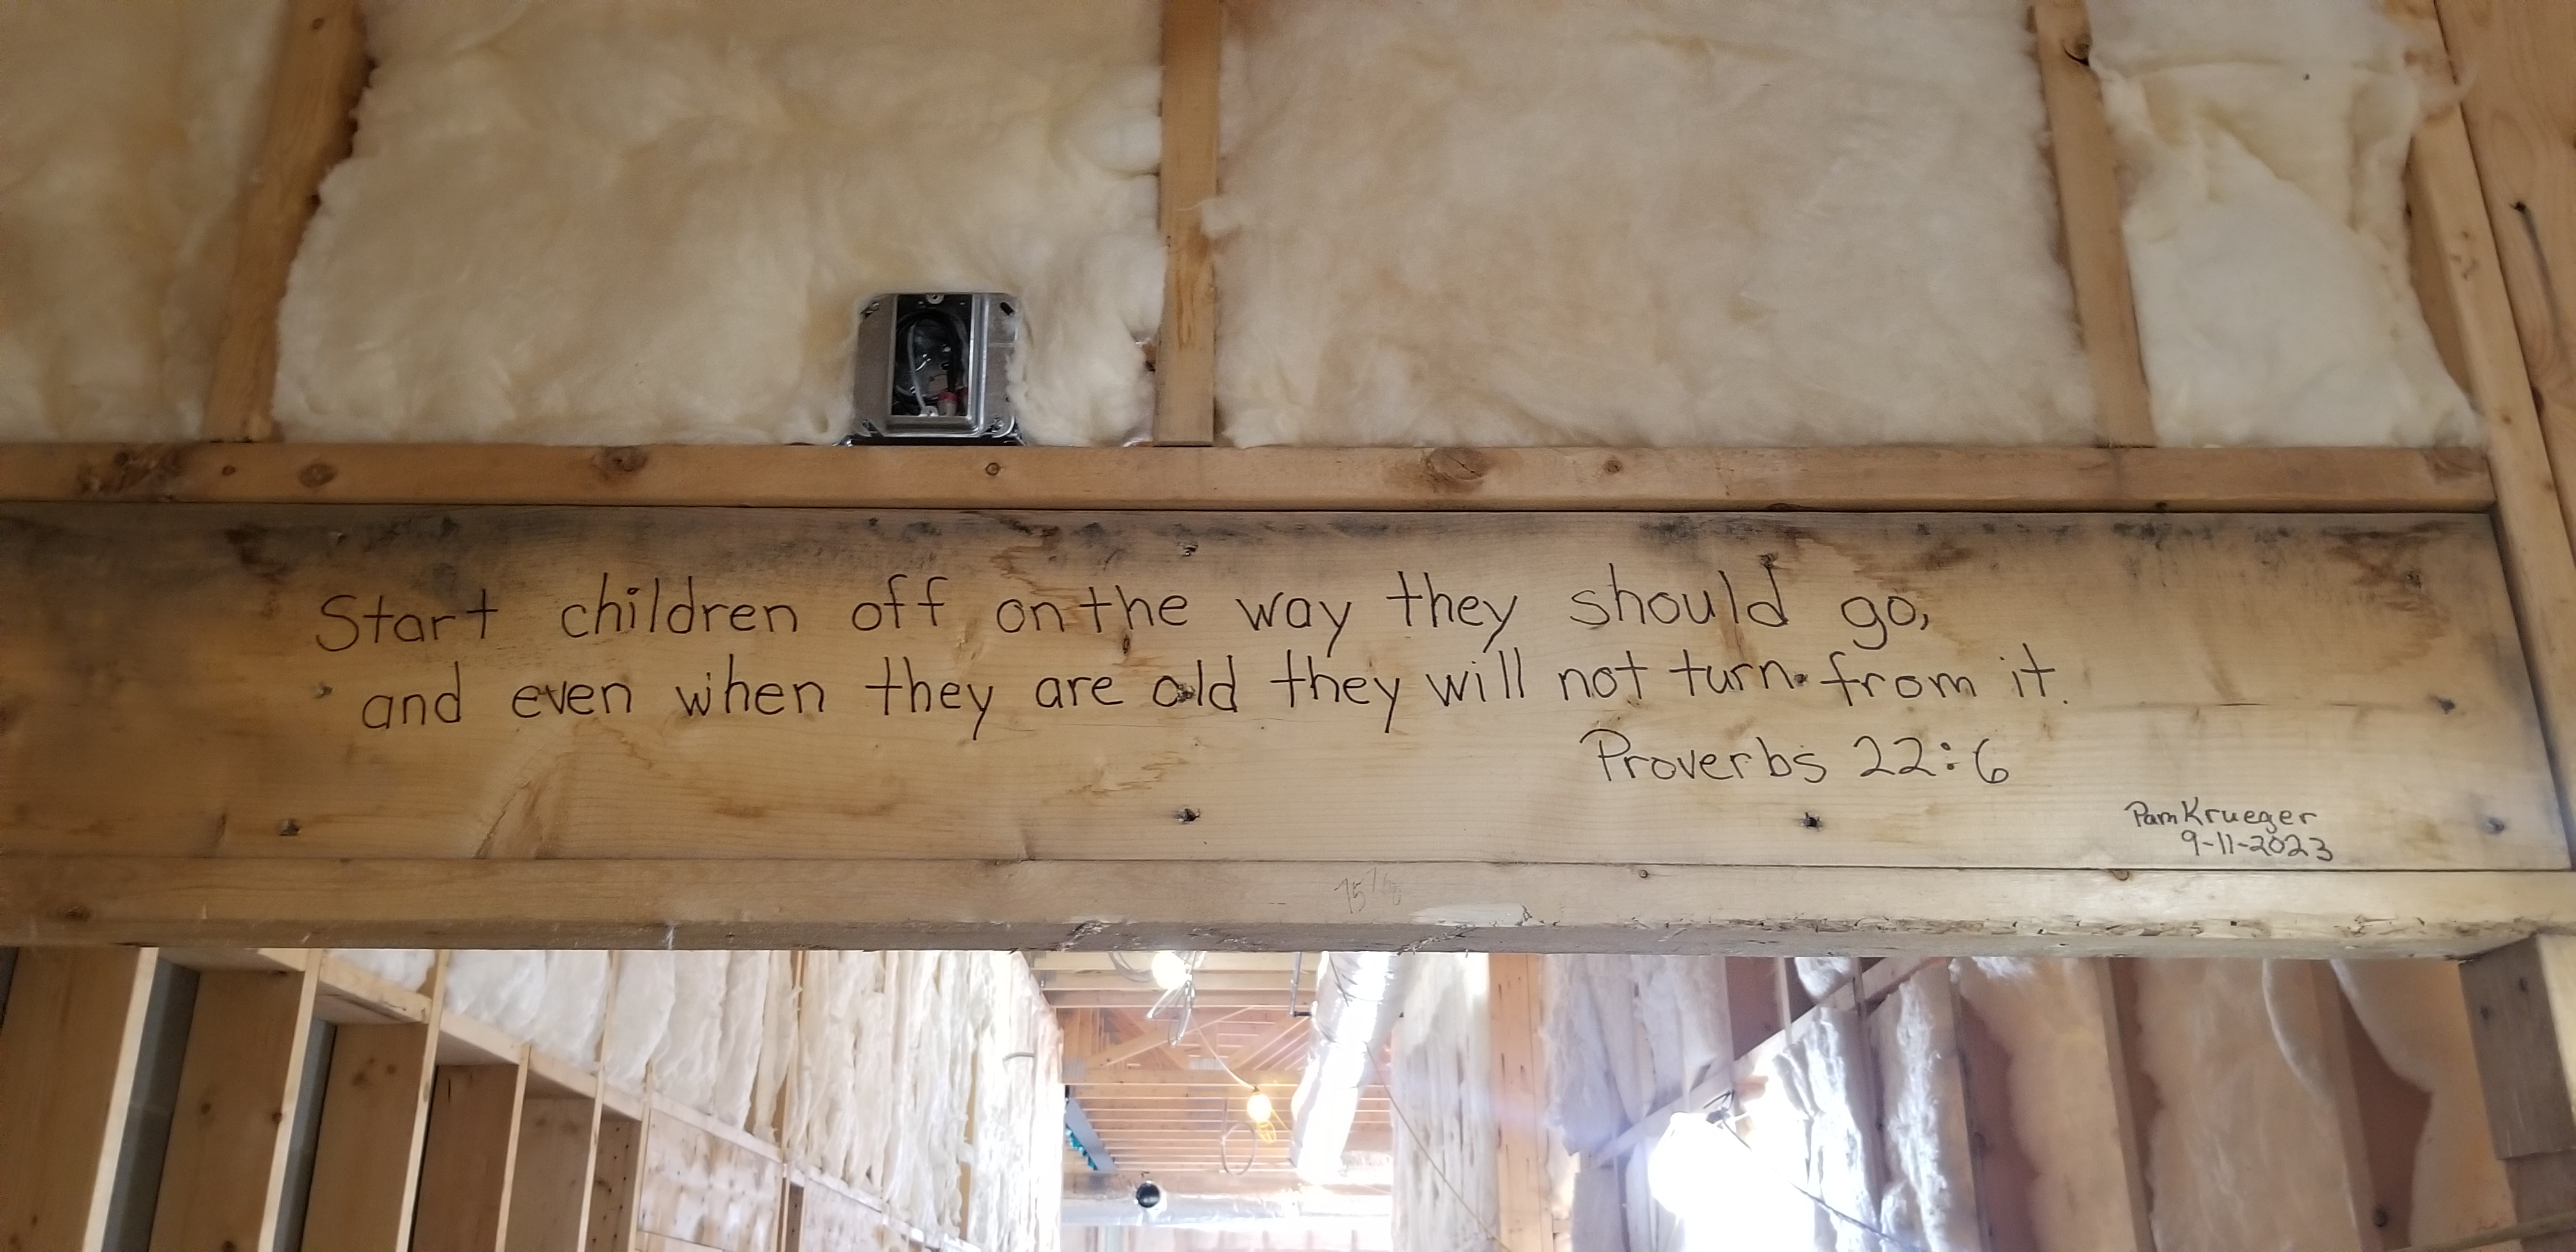 Start children off on the way they should go,
and even when they are old they will not turn from it.
Proverbs 22:6
Pam Krueger
9-11-2023